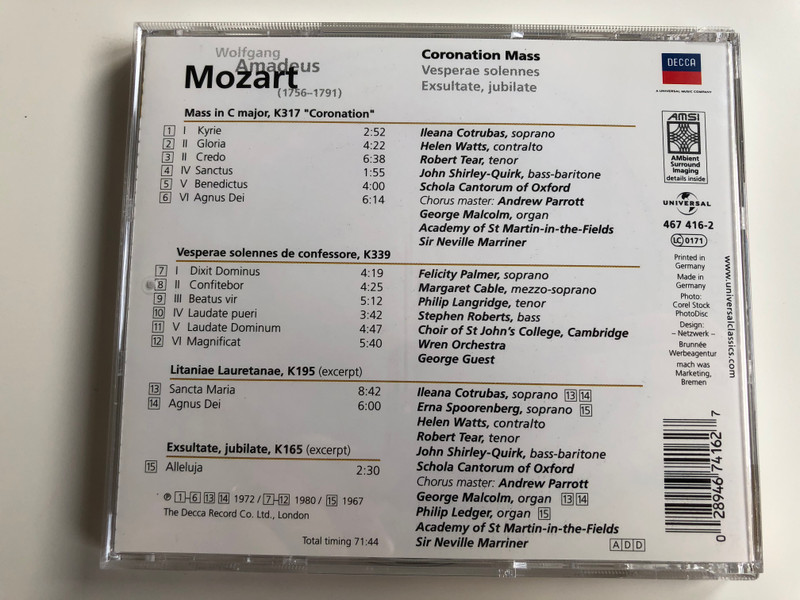 Wolfgang
Amadeus
Mozart
(1756–1791)
Coronation Mass
Vesperae solennes
Exsultate, jubilate
DECCA
A UNIVERSAL MUSIC COMPANY
Mass in C major, K317 "Coronation"
1 I Kyrie 2:52
2 II Gloria 4:22
3 II Credo 6:38
4 IV Sanctus 1:55
5 V Benedictus 4:00
6 VI Agnus Dei 6:14
Ileana Cotrubas, soprano
Helen Watts, contralto
Robert Tear, tenor
John Shirley-Quirk, bass-baritone
Schola Cantorum of Oxford
Chorus master: Andrew Parrott
George Malcolm, organ
Academy of St Martin-in-the-Fields
Sir Neville Marriner
Vesperae solennes de confessore, K339
7 I Dixit Dominus 4:19
8 II Confitebor 4:25
9 III Beatus vir 5:12
10 IV Laudate pueri 3:42
11 V Laudate Dominum 4:47
12 VI Magnificat 5:40
Felicity Palmer, soprano
Margaret Cable, mezzo-soprano
Philip Langridge, tenor
Stephen Roberts, bass
Choir of St John's College, Cambridge
Wren Orchestra
George Guest
Litaniae Lauretanae, K195 (excerpt)
13 Sancta Maria 8:42
14 Agnus Dei 6:00
Exsultate, jubilate, K165 (excerpt)
15 Alleluja 2:30
Ileana Cotrubas, soprano 13 14
Erna Spoorenberg, soprano 15
Helen Watts, contralto
Robert Tear, tenor
John Shirley-Quirk, bass-baritone
Schola Cantorum of Oxford
Chorus master: Andrew Parrott
George Malcolm, organ 13 14
Philip Ledger, organ 15
Academy of St Martin-in-the-Fields
Sir Neville Marriner
℗ 1-6 13 14 1972 / 7-12 1980 / 15 1967
The Decca Record Co. Ltd., London
Total timing 71:44
ADD
AMSI
AMbient
Surround
Imaging
details inside
UNIVERSAL
467 416-2
LC 0171
Printed in
Germany
Made in
Germany
Photo:
Corel Stock
PhotoDisc
Design:
– Netzwerk –
Brunnée
Werbeagentur
mach was
Marketing,
Bremen
www.universalclassics.com
0 28946 74162 7